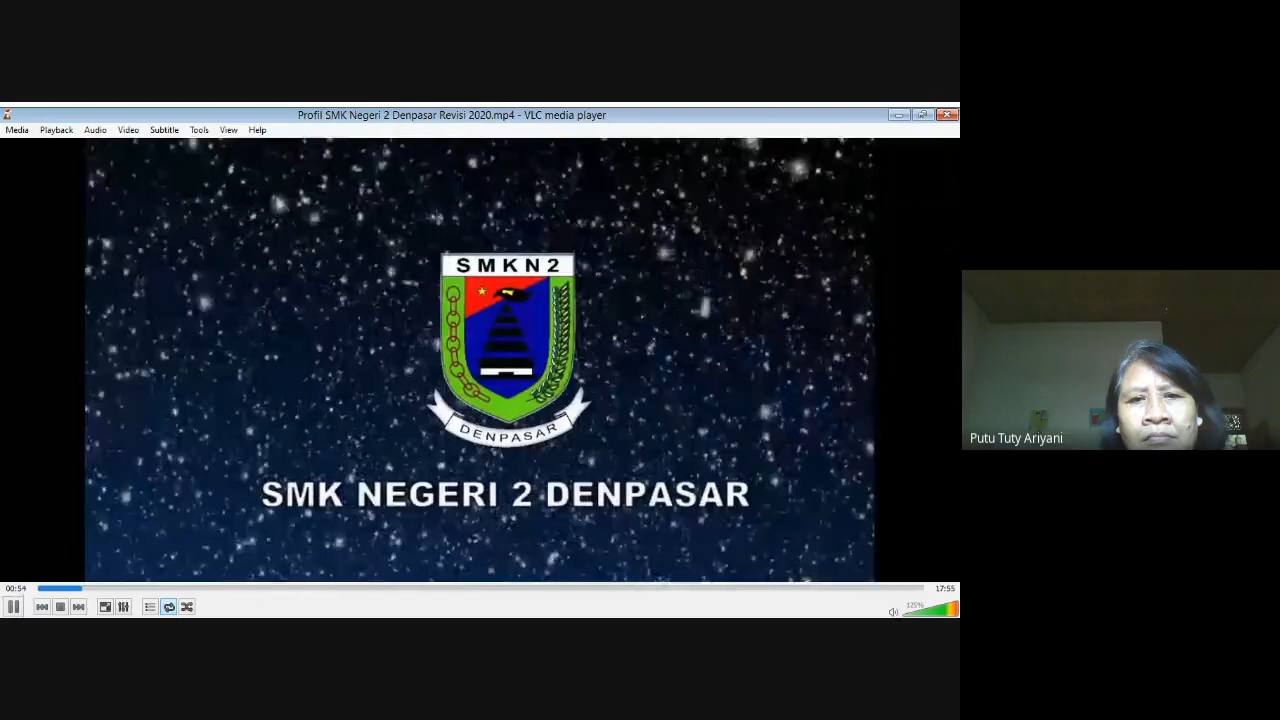 Profil SMK Negeri 2 Denpasar Revisi 2020.mp4 - VLC media player
Media Playback Audio Video Subtitle Tools View Help
SMKN2
DENPASAR
SMK NEGERI 2 DENPASAR
Putu Tuty Ariyani
00:54
17:55
125%